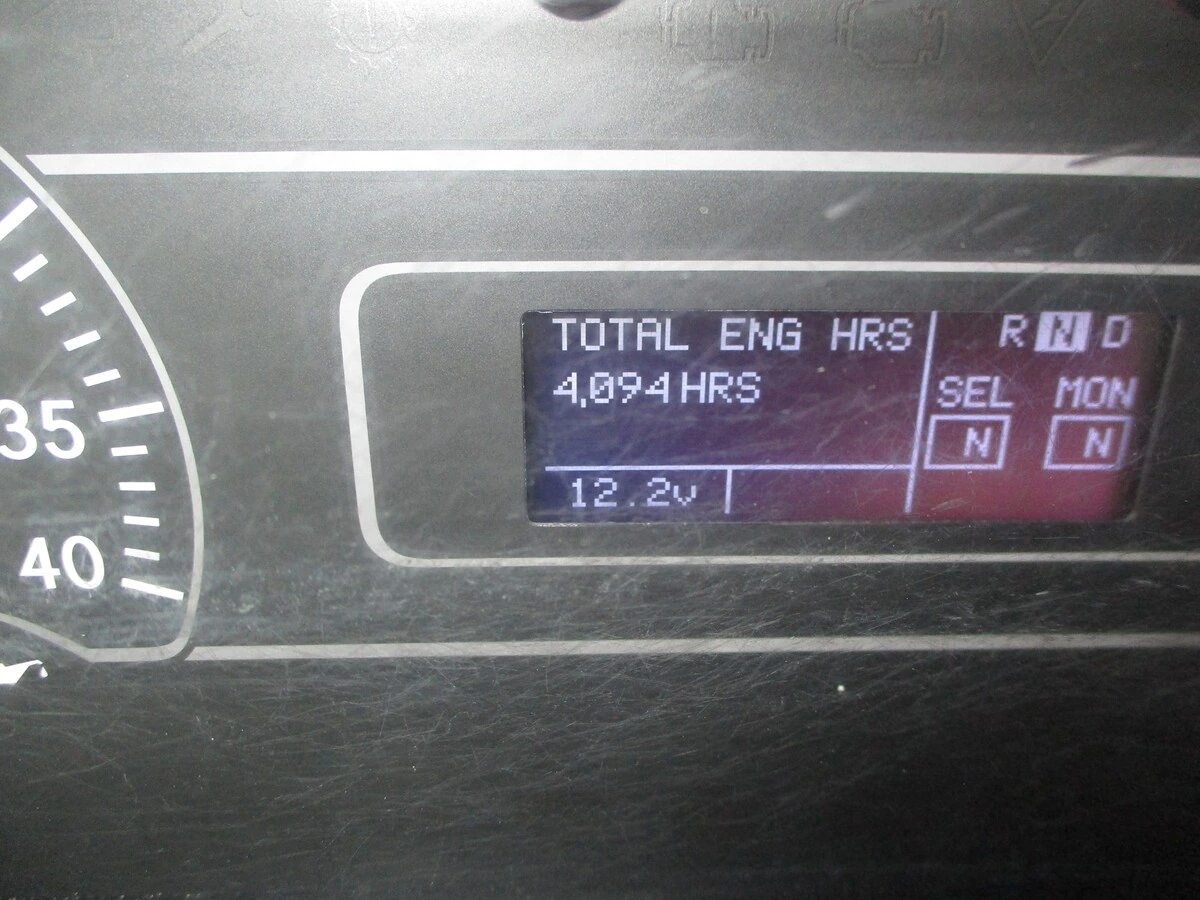 35
40
TOTAL ENG HRS
4,094 HRS
12.2v
R N D
SEL MON
N N